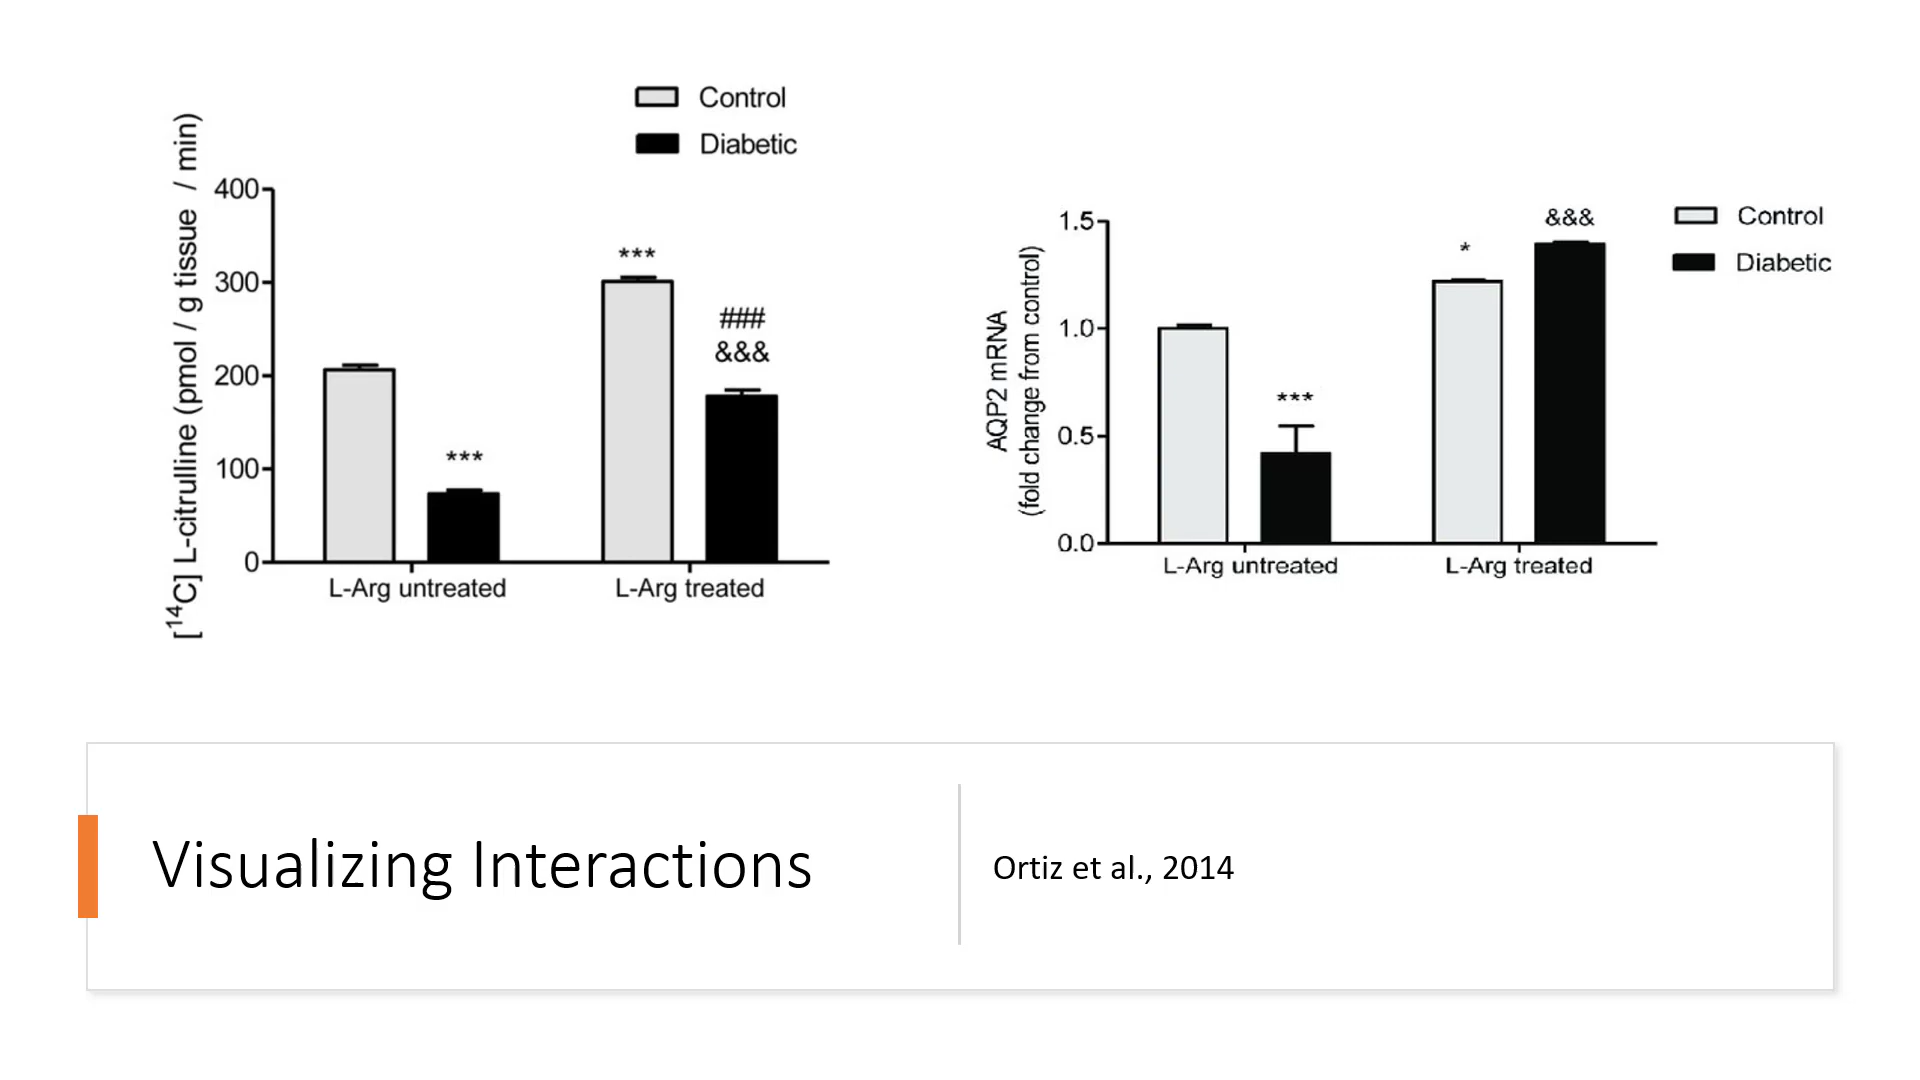 Control
Diabetic
[14C] L-citrulline (pmol / g tissue / min)
400
300
200
100
0
***
***
###
&&&
L-Arg untreated
L-Arg treated
Control
Diabetic
AQP2 mRNA
(fold change from control)
1.5
1.0
0.5
0.0
***
*
&&&
L-Arg untreated
L-Arg treated
Visualizing Interactions
Ortiz et al., 2014